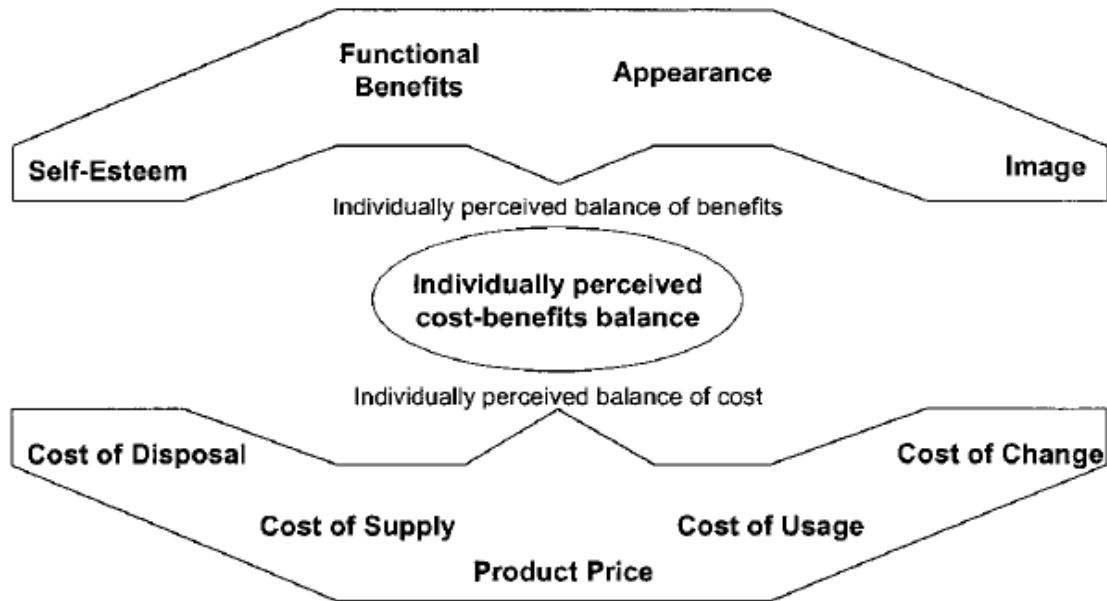 Functional
Benefits
Appearance
Self-Esteem
Image
Individually perceived balance of benefits
Individually perceived
cost-benefits balance
Individually perceived balance of cost
Cost of Disposal
Cost of Change
Cost of Supply
Cost of Usage
Product Price